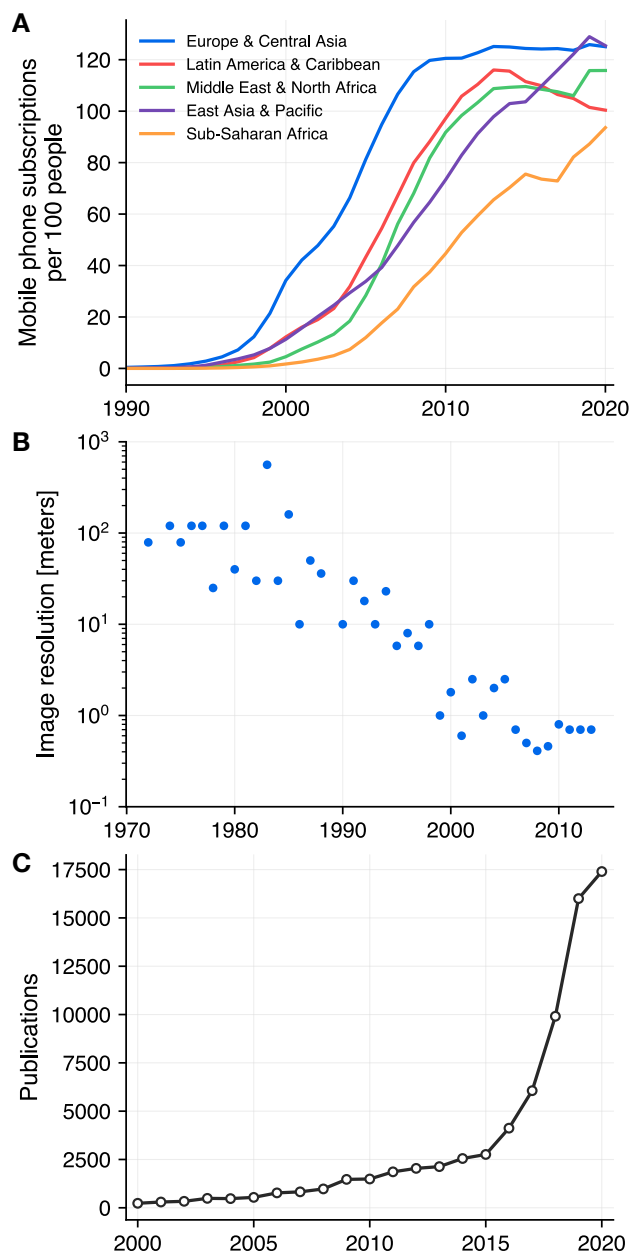 A
Mobile phone subscriptions
per 100 people
120
100
80
60
40
20
0
Europe & Central Asia
Latin America & Caribbean
Middle East & North Africa
East Asia & Pacific
Sub-Saharan Africa
1990 2000 2010 2020
B
Image resolution [meters]
10³
10²
10¹
10⁰
10⁻¹
1970 1980 1990 2000 2010
C
Publications
17500
15000
12500
10000
7500
5000
2500
0
2000 2005 2010 2015 2020